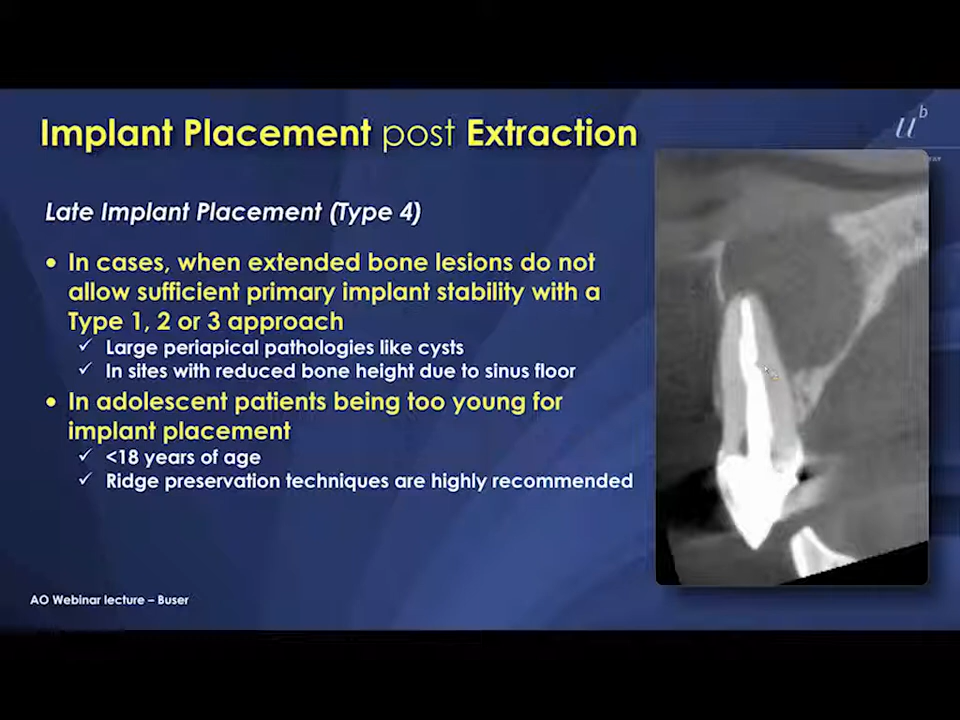 Implant Placement post Extraction
u b
Late Implant Placement (Type 4)
• In cases, when extended bone lesions do not
allow sufficient primary implant stability with a
Type 1, 2 or 3 approach
✓ Large periapical pathologies like cysts
✓ In sites with reduced bone height due to sinus floor
• In adolescent patients being too young for
implant placement
✓ <18 years of age
✓ Ridge preservation techniques are highly recommended
AO Webinar lecture – Buser